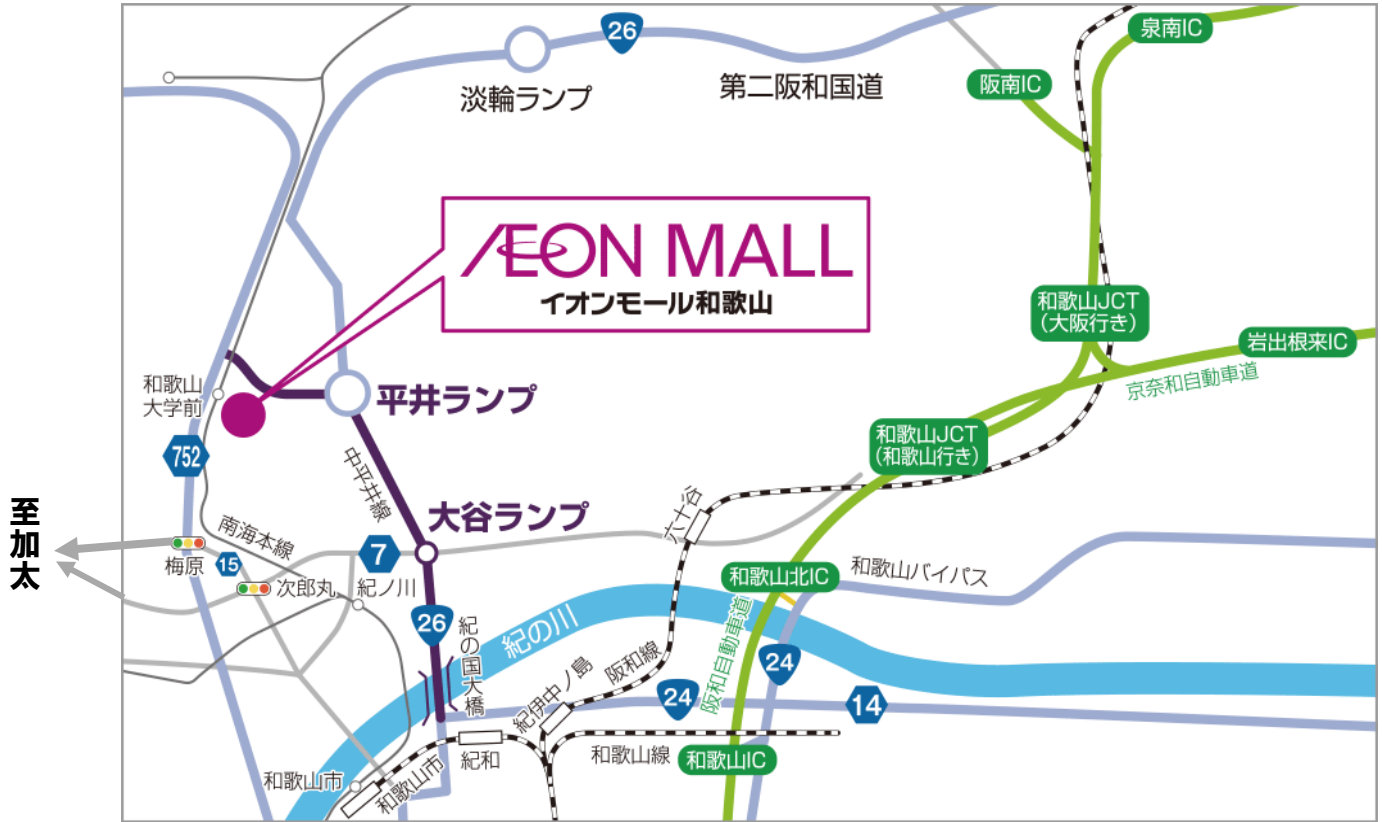 26
泉南IC
阪南IC
淡輪ランプ
第二阪和国道
ÆON MALL
イオンモール和歌山
和歌山JCT
(大阪行き)
岩出根来IC
京奈和自動車道
和歌山
大学前
平井ランプ
和歌山JCT
(和歌山行き)
752
中平井線
大谷ランプ
六十谷
至加太
南海本線
梅原
15
7
次郎丸
紀ノ川
和歌山北IC
和歌山バイパス
26
紀の国大橋
紀の川
阪和自動車道
24
紀伊中ノ島
阪和線
24
14
和歌山市
和歌山市
紀和
和歌山線
和歌山IC